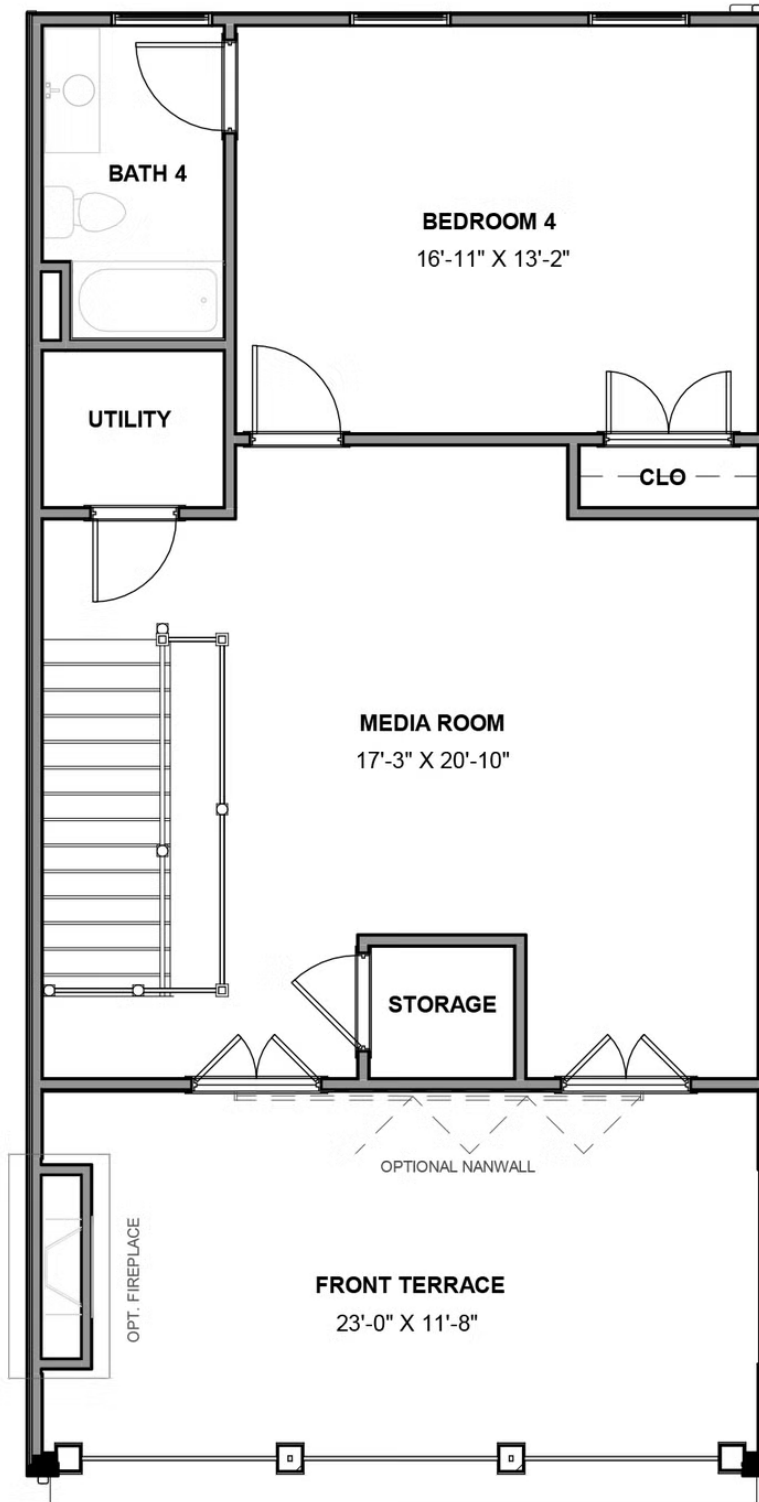 BATH 4
BEDROOM 4
16'-11" X 13'-2"
UTILITY
CLO
MEDIA ROOM
17'-3" X 20'-10"
STORAGE
OPTIONAL NANWALL
OPT. FIREPLACE
FRONT TERRACE
23'-0" X 11'-8"